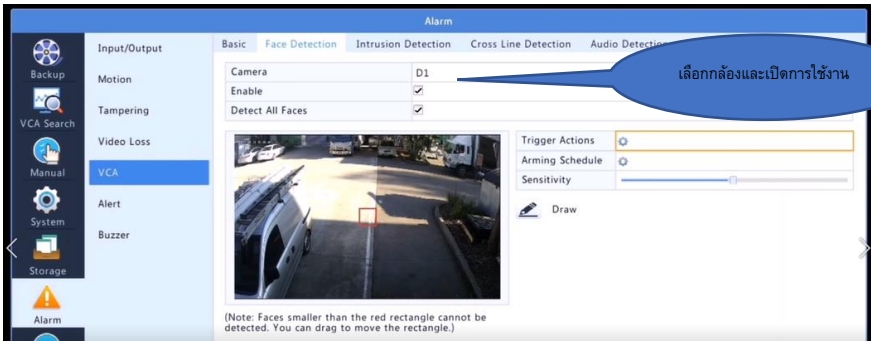 Alarm
Backup
VCA Search
Manual
System
Storage
Alarm
Input/Output
Motion
Tampering
Video Loss
VCA
Alert
Buzzer
Basic Face Detection Intrusion Detection Cross Line Detection Audio Detection
Camera D1
Enable
Detect All Faces
เลือกกล้องและเปิดการใช้งาน
Trigger Actions
Arming Schedule
Sensitivity
Draw
(Note: Faces smaller than the red rectangle cannot be
detected. You can drag to move the rectangle.)